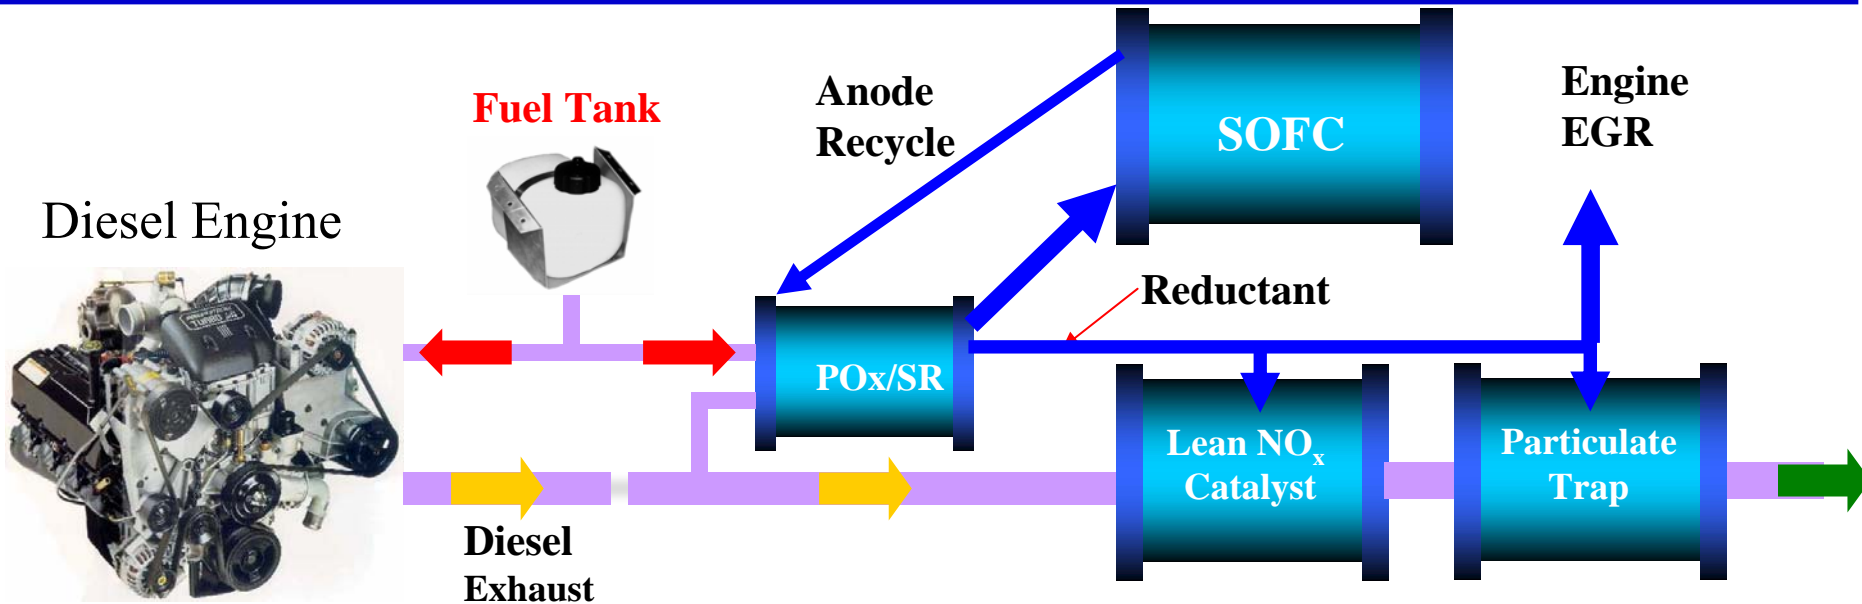 Fuel Tank
Anode
Recycle
SOFC
Engine
EGR
Diesel Engine
TURBO
Reductant
POx/SR
Lean NOx
Catalyst
Particulate
Trap
Diesel
Exhaust